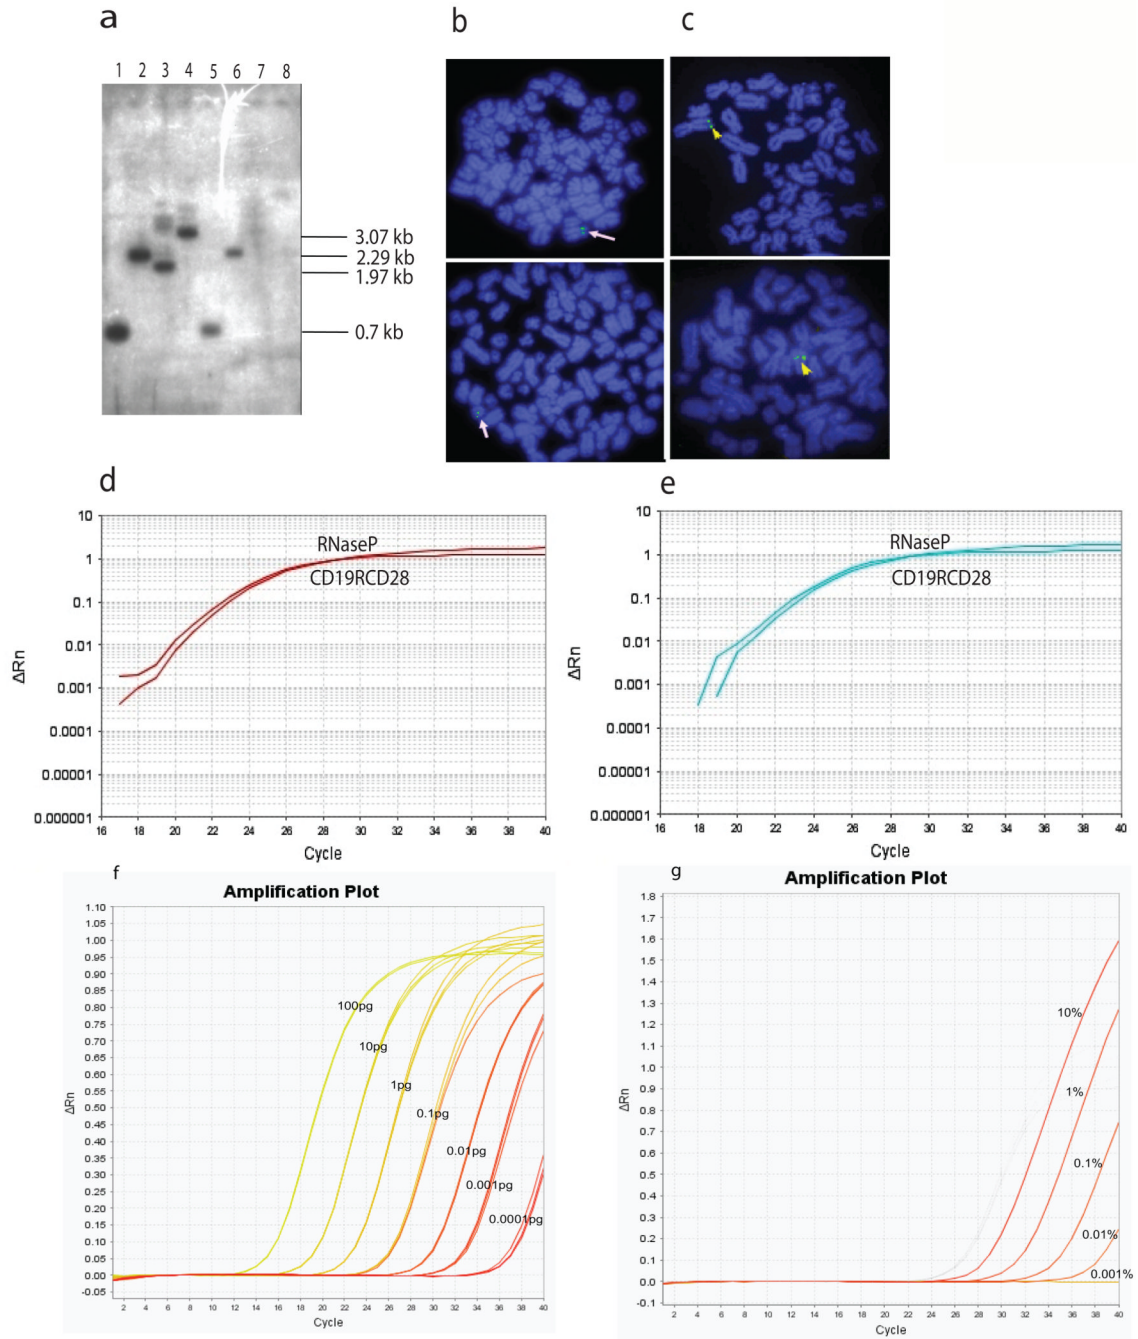 a
b
c
1 2 3 4 5 6 7 8
3.07 kb
2.29 kb
1.97 kb
0.7 kb
d
10
1
0.1
0.01
0.001
0.0001
0.00001
0.000001
ΔRn
RNaseP
CD19RCD28
16 18 20 22 24 26 28 30 32 34 36 38 40
Cycle
e
10
1
0.1
0.01
0.001
0.0001
0.00001
0.000001
ΔRn
RNaseP
CD19RCD28
16 18 20 22 24 26 28 30 32 34 36 38 40
Cycle
f
Amplification Plot
1.10
1.05
1.00
0.95
0.90
0.85
0.80
0.75
0.70
0.65
0.60
0.55
0.50
0.45
0.40
0.35
0.30
0.25
0.20
0.15
0.10
0.05
0.00
-0.05
ΔRn
100pg
10pg
1pg
0.1pg
0.01pg
0.001pg
0.0001pg
2 4 6 8 10 12 14 16 18 20 22 24 26 28 30 32 34 36 38 40
Cycle
g
Amplification Plot
1.8
1.7
1.6
1.5
1.4
1.3
1.2
1.1
1.0
0.9
0.8
0.7
0.6
0.5
0.4
0.3
0.2
0.1
0.0
-0.1
ΔRn
10%
1%
0.1%
0.01%
0.001%
2 4 6 8 10 12 14 16 18 20 22 24 26 28 30 32 34 36 38 40
Cycle